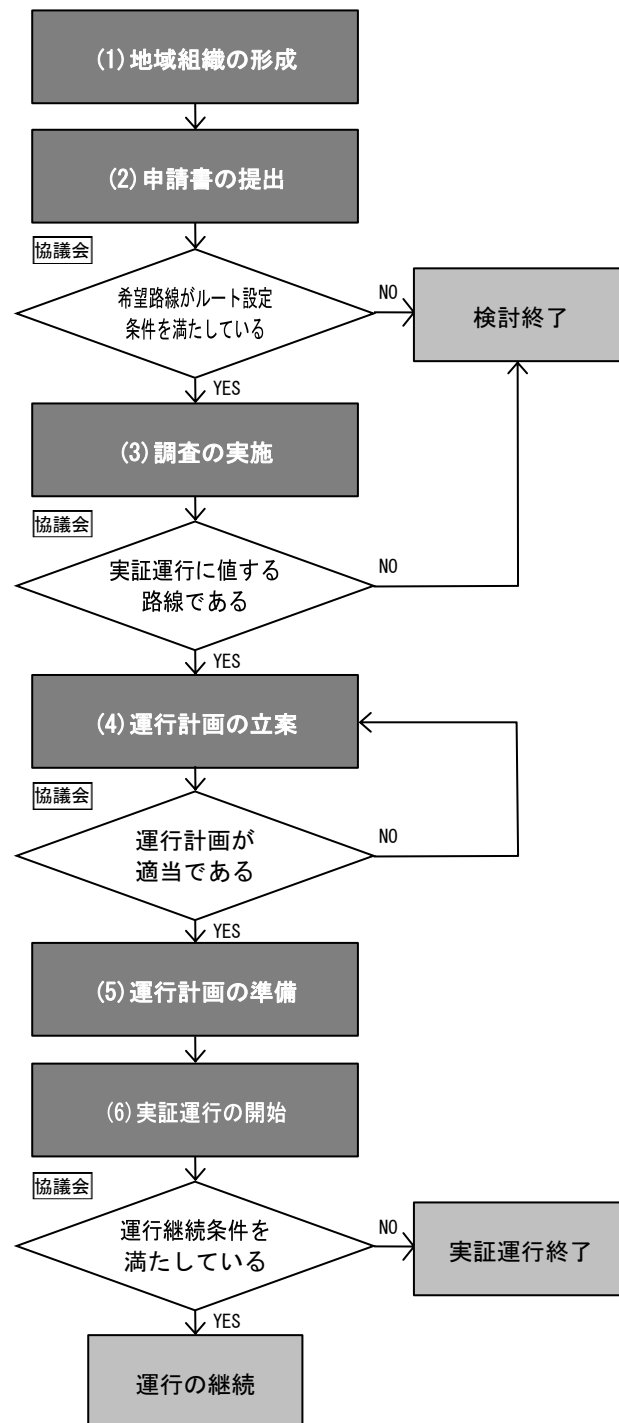 (1)地域組織の形成
(2)申請書の提出
協議会
希望路線がルート設定
条件を満たしている
NO
検討終了
YES
(3)調査の実施
協議会
実証運行に値する
路線である
NO
YES
(4)運行計画の立案
協議会
運行計画が
適当である
NO
YES
(5)運行計画の準備
(6)実証運行の開始
協議会
運行継続条件を
満たしている
NO
実証運行終了
YES
運行の継続